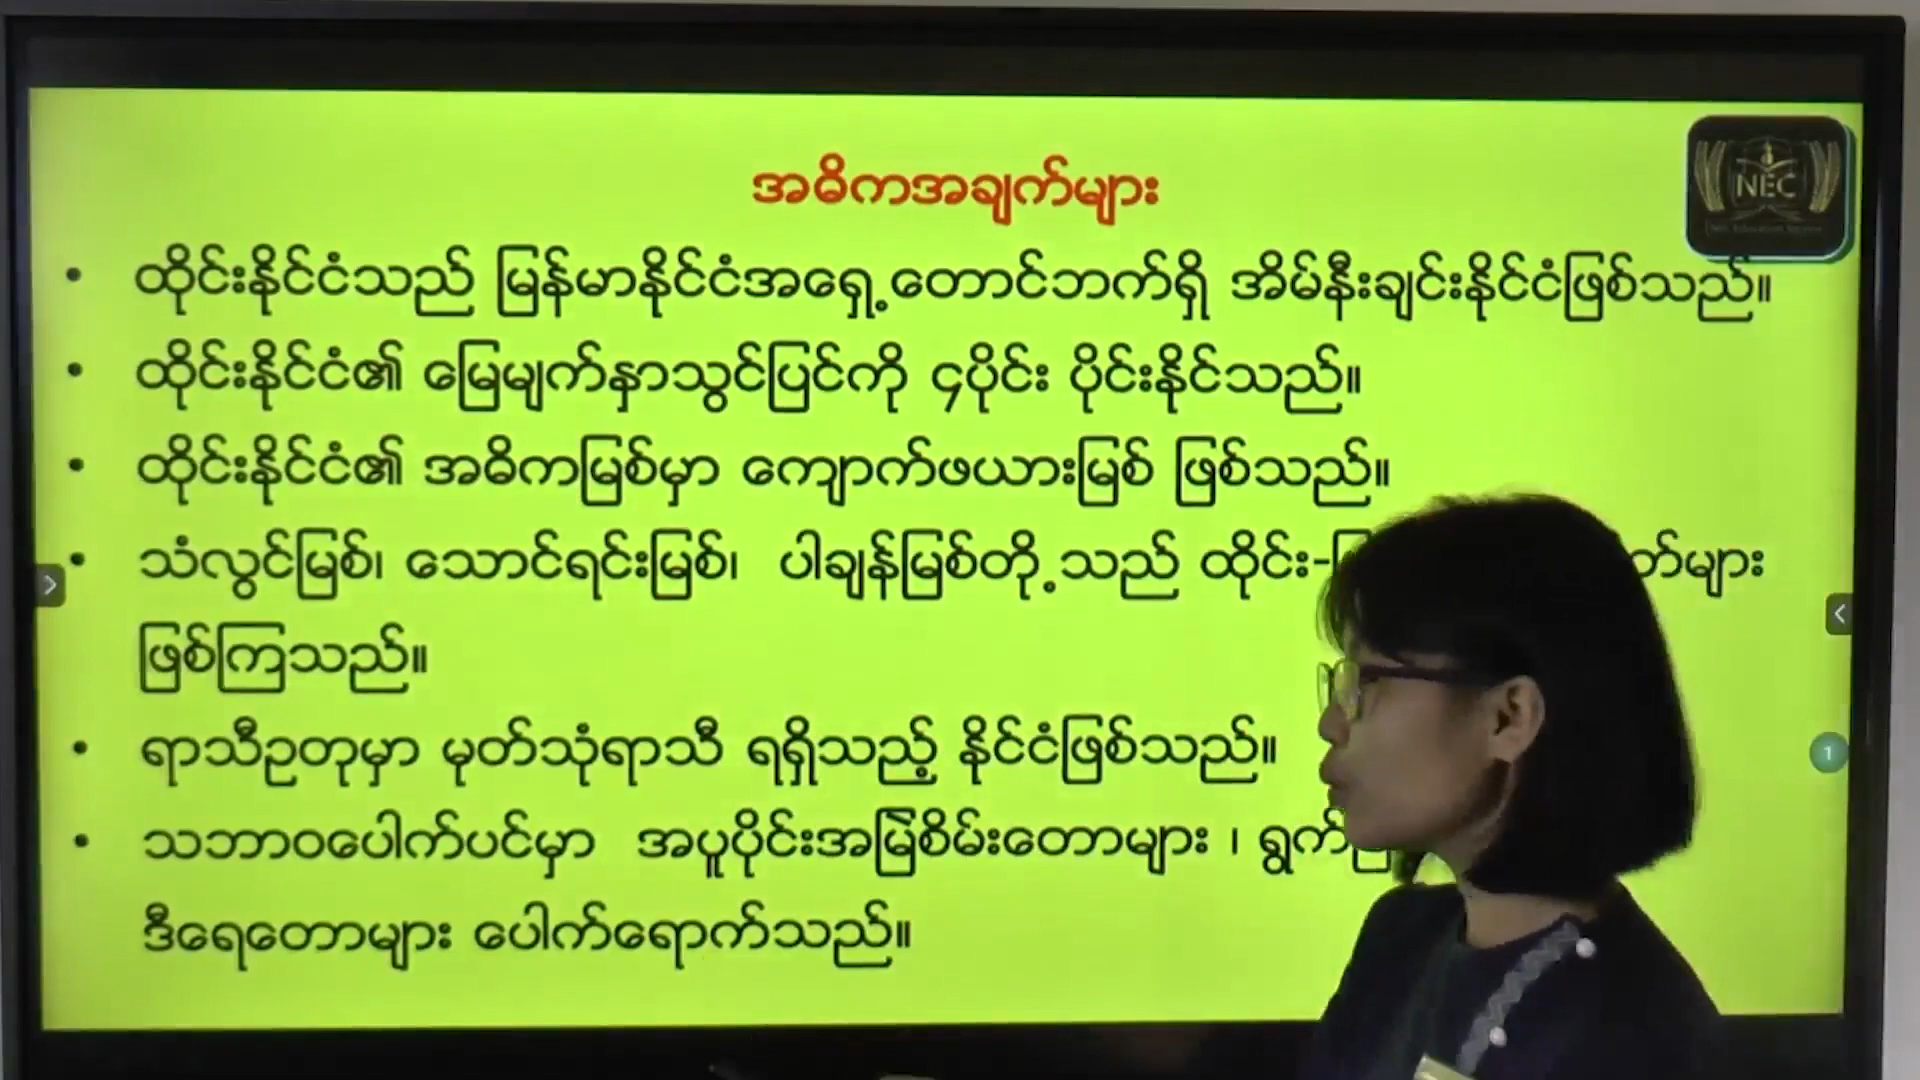 အဓိကအချက်များ
NEC
• ထိုင်းနိုင်ငံသည် မြန်မာနိုင်ငံအရှေ့တောင်ဘက်ရှိ အိမ်နီးချင်းနိုင်ငံဖြစ်သည်။
• ထိုင်းနိုင်ငံ၏ မြေမျက်နှာသွင်ပြင်ကို ၄ပိုင်း ပိုင်းနိုင်သည်။
• ထိုင်းနိုင်ငံ၏ အဓိကမြစ်မှာ ကျောက်ဖယားမြစ် ဖြစ်သည်။
• သံလွင်မြစ်၊ သောင်ရင်းမြစ်၊ ပါချန်မြစ်တို့သည် ထိုင်း-
ဖြစ်ကြသည်။
• ရာသီဥတုမှာ မုတ်သုံရာသီ ရရှိသည့် နိုင်ငံဖြစ်သည်။
• သဘာဝပေါက်ပင်မှာ အပူပိုင်းအမြဲစိမ်းတောများ ၊
ဒီရေတောများ ပေါက်ရောက်သည်။
1